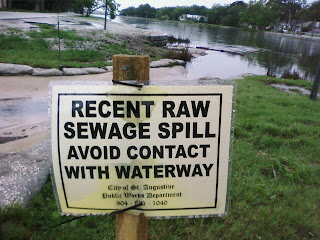 RECENT RAW
SEWAGE SPILL
AVOID CONTACT
WITH WATERWAY
City of St. Augustine
Public Works Department
904 - - 1040